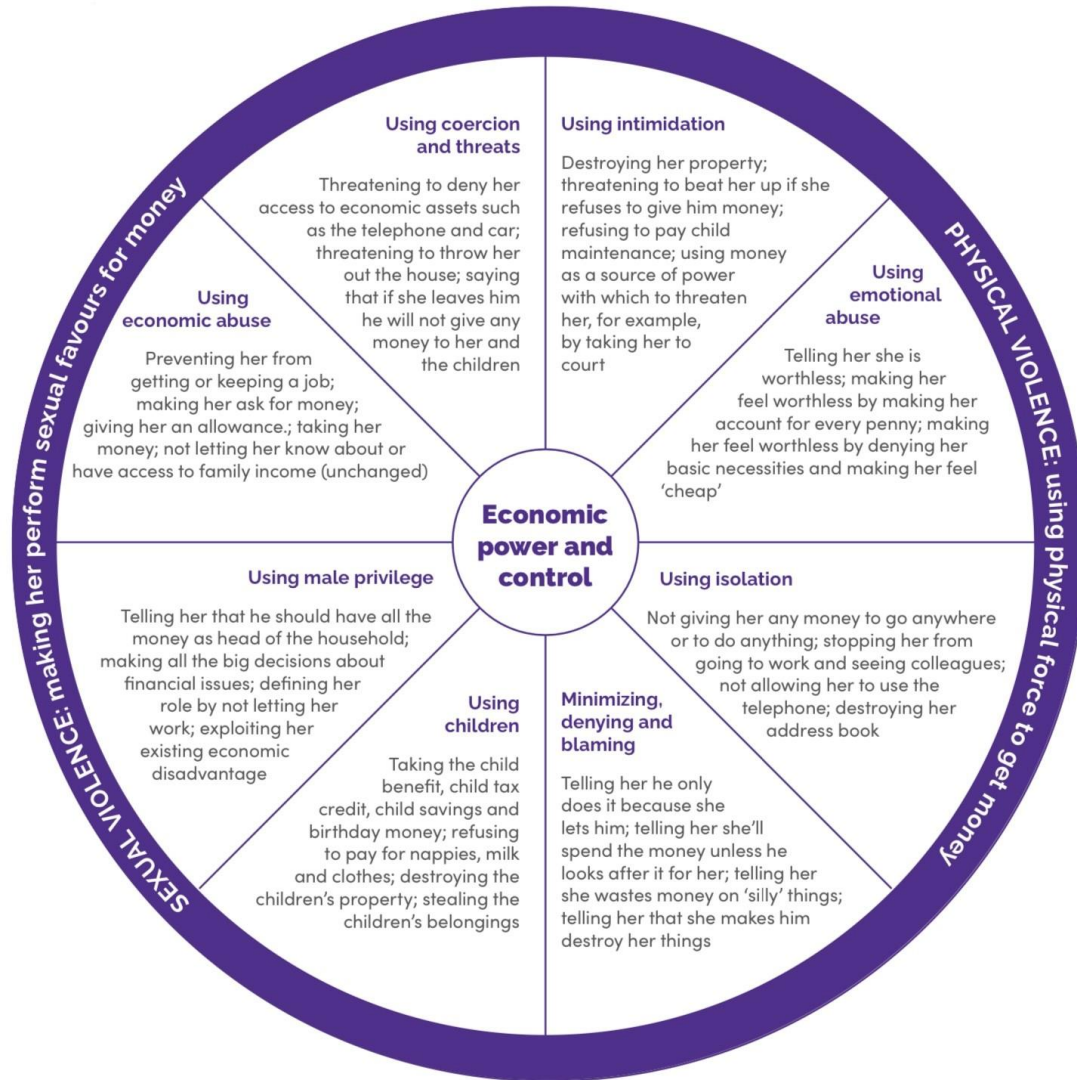 Using coercion
and threats
Threatening to deny her
access to economic assets such
as the telephone and car;
threatening to throw her
out the house; saying
that if she leaves him
he will not give any
money to her and
the children
Using intimidation
Destroying her property;
threatening to beat her up if she
refuses to give him money;
refusing to pay child
maintenance; using money
as a source of power
with which to threaten
her, for example,
by taking her to
court
Using
emotional
abuse
Telling her she is
worthless; making her
feel worthless by making her
account for every penny; making
her feel worthless by denying her
basic necessities and making her feel
‘cheap’
Using isolation
Not giving her any money to go anywhere
or to do anything; stopping her from
going to work and seeing colleagues;
not allowing her to use the
telephone; destroying her
address book
Minimizing,
denying and
blaming
Telling her he only
does it because she
lets him; telling her she’ll
spend the money unless he
looks after it for her; telling her
she wastes money on ‘silly’ things;
telling her that she makes him
destroy her things
Using
children
Taking the child
benefit, child tax
credit, child savings and
birthday money; refusing
to pay for nappies, milk
and clothes; destroying the
children’s property; stealing the
children’s belongings
Using male privilege
Telling her that he should have all the
money as head of the household;
making all the big decisions about
financial issues; defining her
role by not letting her
work; exploiting her
existing economic
disadvantage
Using
economic abuse
Preventing her from
getting or keeping a job;
making her ask for money;
giving her an allowance.; taking her
money; not letting her know about or
have access to family income (unchanged)
Economic
power and
control
SEXUAL VIOLENCE: making her perform sexual favours for money
PHYSICAL VIOLENCE: using physical force to get money